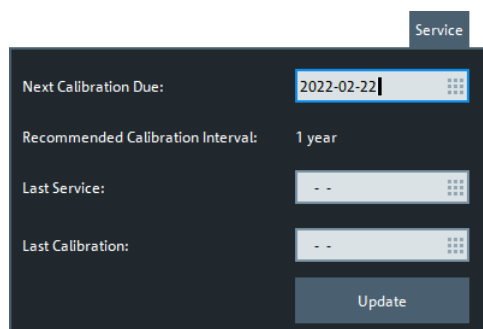 Service
Next Calibration Due: 2022-02-22
Recommended Calibration Interval: 1 year
Last Service: - -
Last Calibration: - -
Update